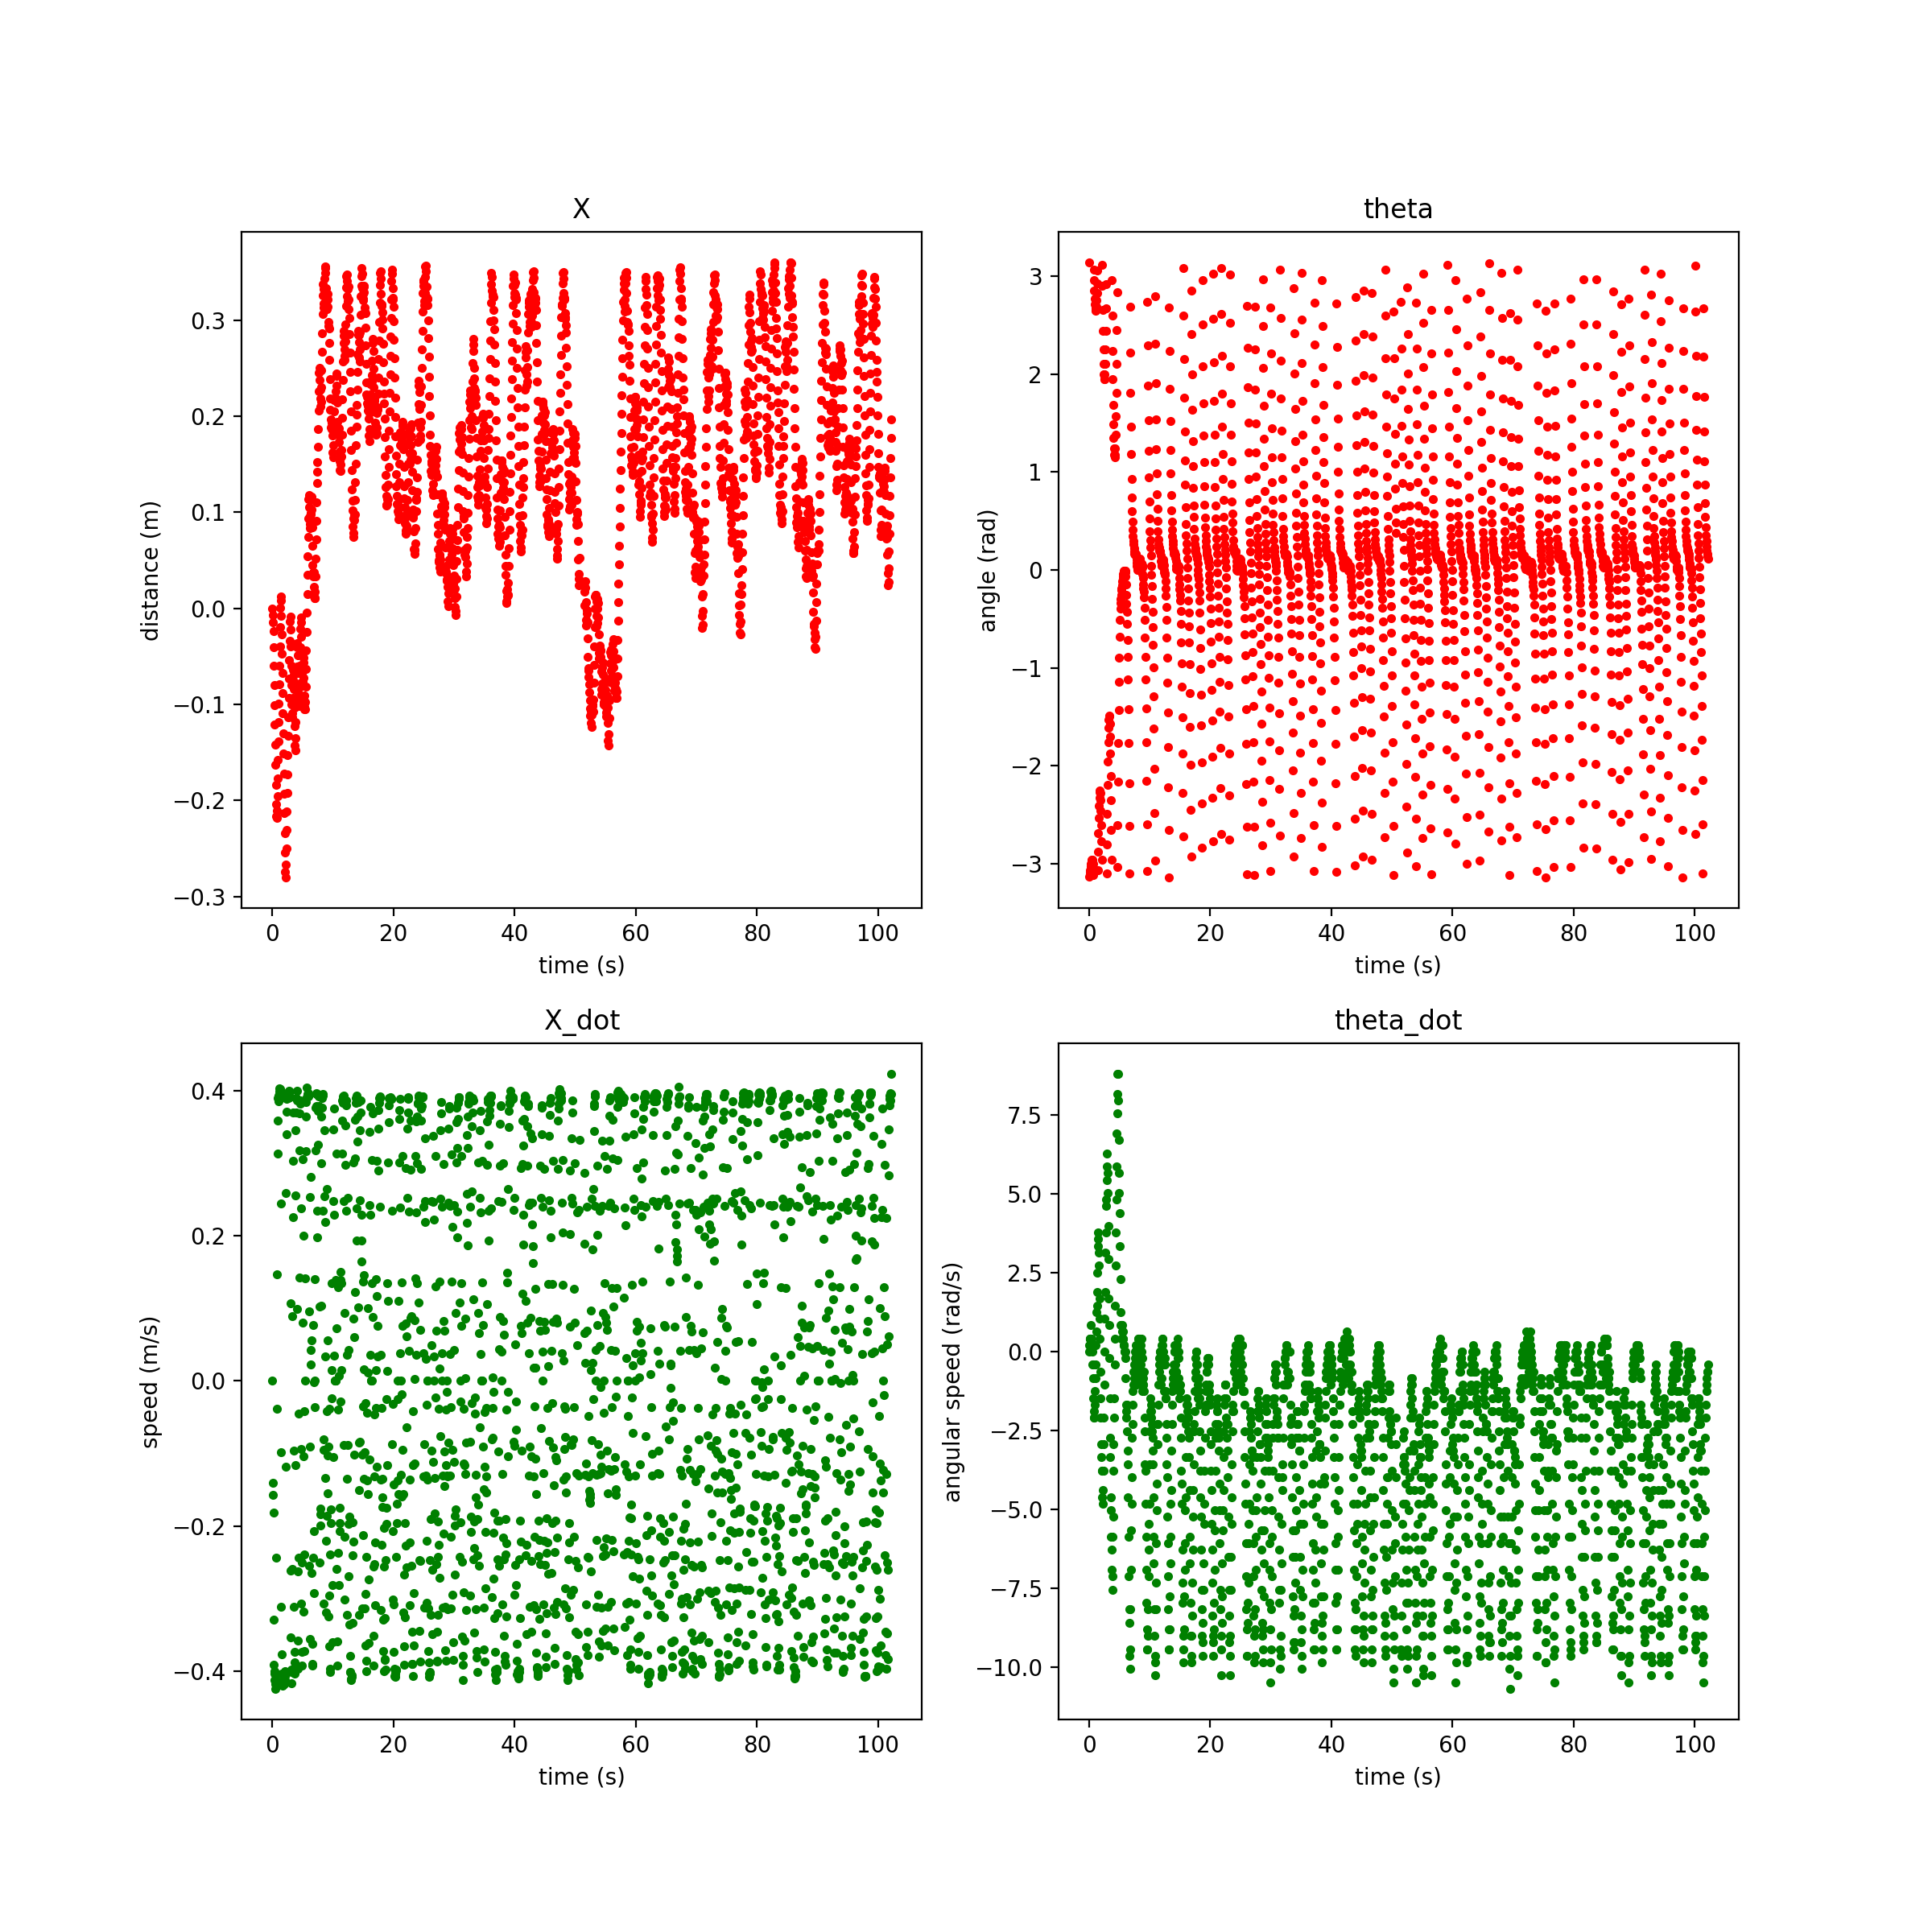 X
distance (m)
0.3
0.2
0.1
0.0
−0.1
−0.2
−0.3
0 20 40 60 80 100
time (s)
theta
angle (rad)
3
2
1
0
−1
−2
−3
0 20 40 60 80 100
time (s)
X_dot
speed (m/s)
0.4
0.2
0.0
−0.2
−0.4
0 20 40 60 80 100
time (s)
theta_dot
angular speed (rad/s)
7.5
5.0
2.5
0.0
−2.5
−5.0
−7.5
−10.0
0 20 40 60 80 100
time (s)